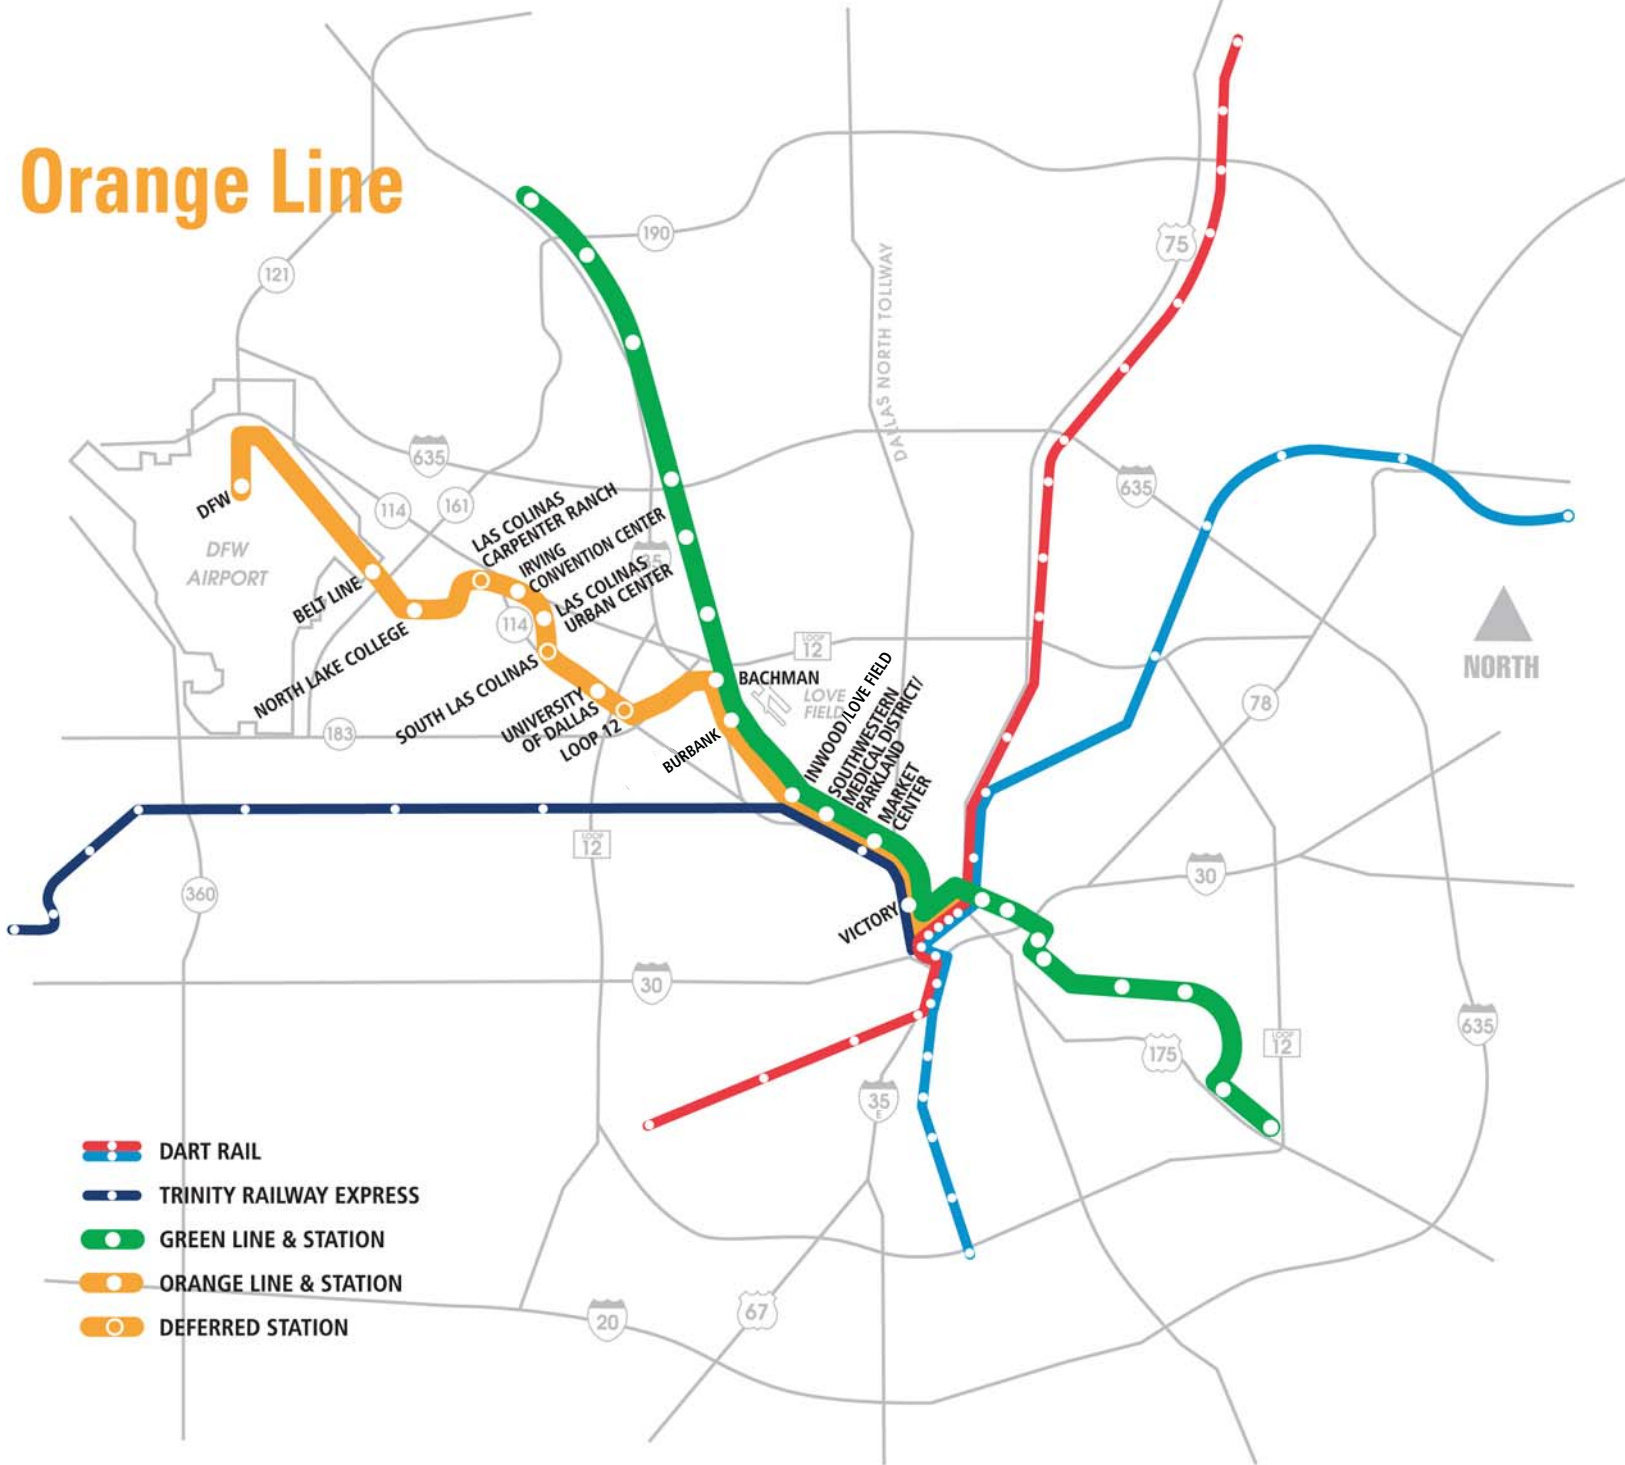 Orange Line
190
121
75
DALLAS NORTH TOLLWAY
635
635
114
161
LAS COLINAS
CARPENTER RANCH
IRVING
CONVENTION CENTER
35
DFW
DFW
AIRPORT
LAS COLINAS
URBAN CENTER
BELT LINE
114
NORTH LAKE COLLEGE
SOUTH LAS COLINAS
UNIVERSITY
OF DALLAS
LOOP 12
LOOP
12
BACHMAN
LOVE
FIELD
BURBANK
INWOOD/LOVE FIELD
SOUTHWESTERN
MEDICAL DISTRICT/
PARKLAND
MARKET
CENTER
NORTH
78
183
LOOP
12
360
30
VICTORY
30
635
LOOP
12
175
35
E
DART RAIL
TRINITY RAILWAY EXPRESS
GREEN LINE & STATION
ORANGE LINE & STATION
DEFERRED STATION
20
67